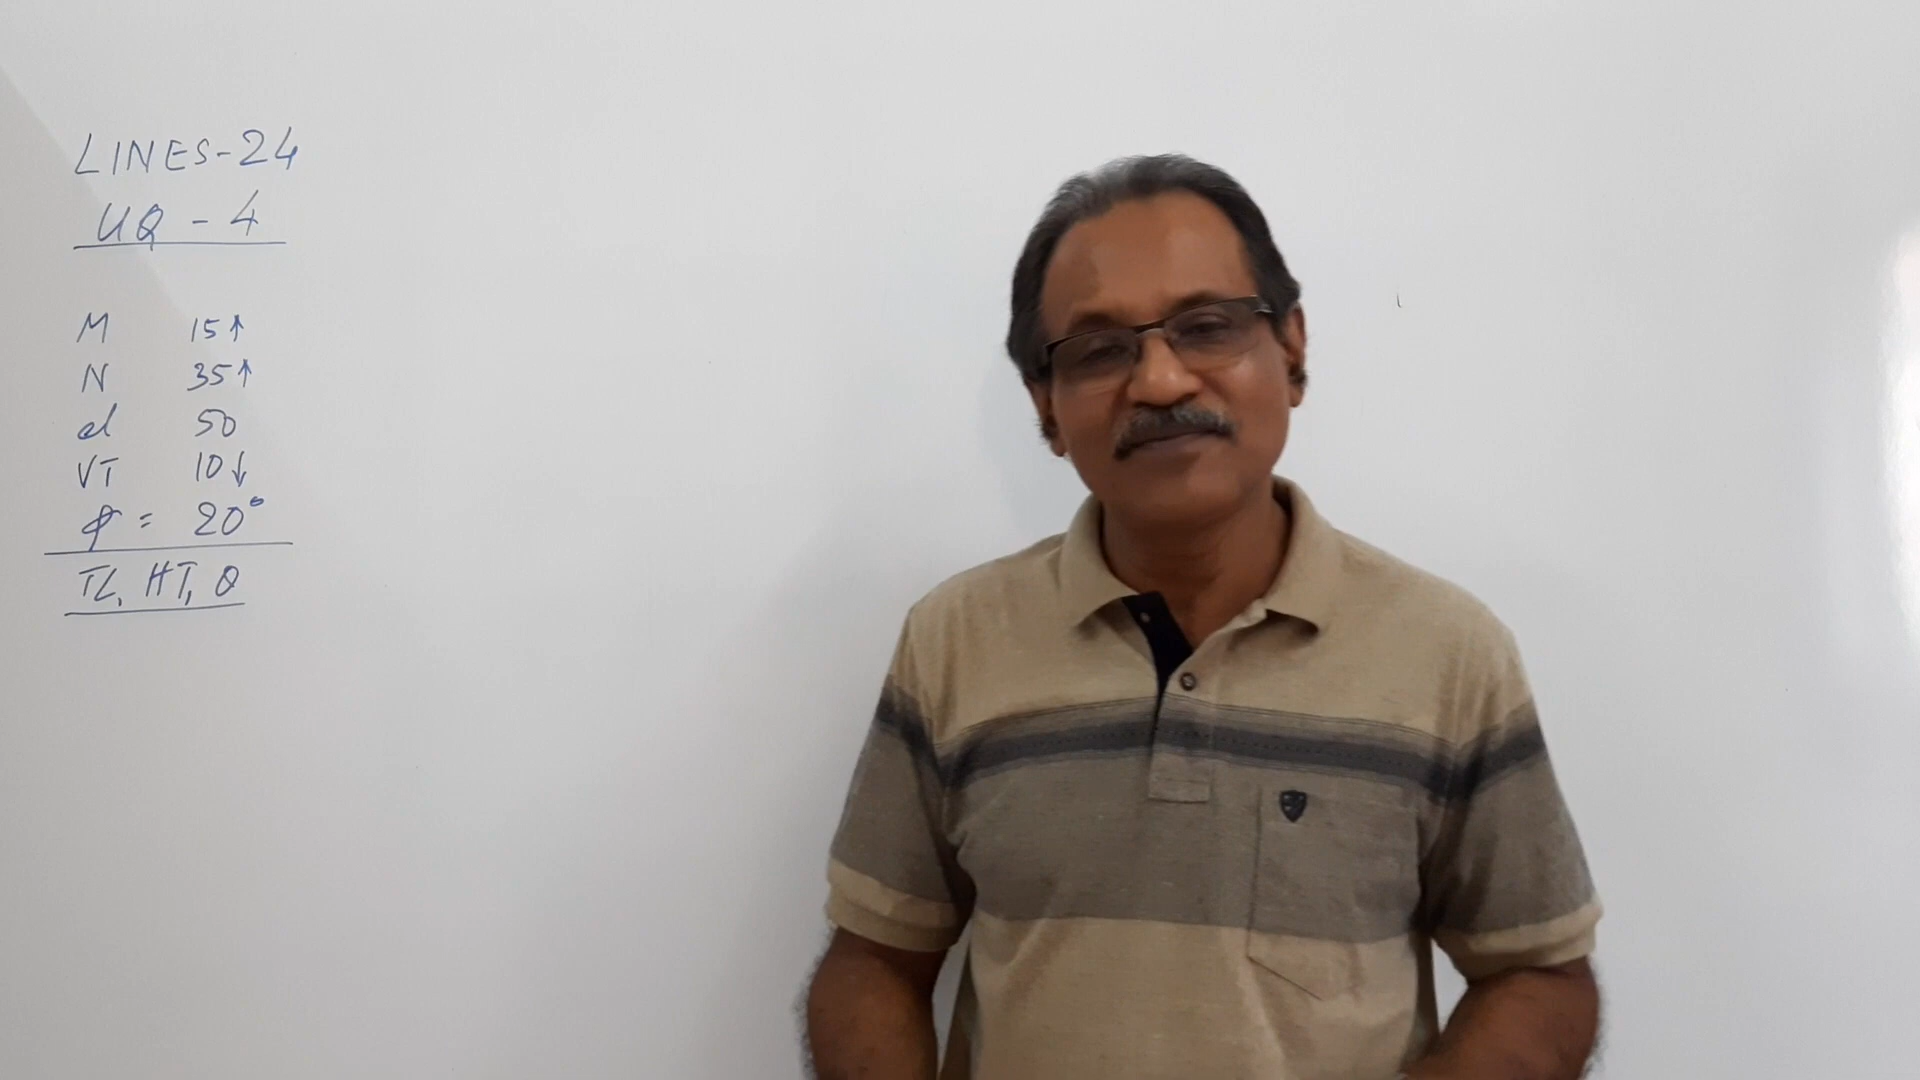 LINES-24
UQ - 4
M 15↑
N 35↑
d 50
VT 10↓
φ = 20°
TL, HT, θ